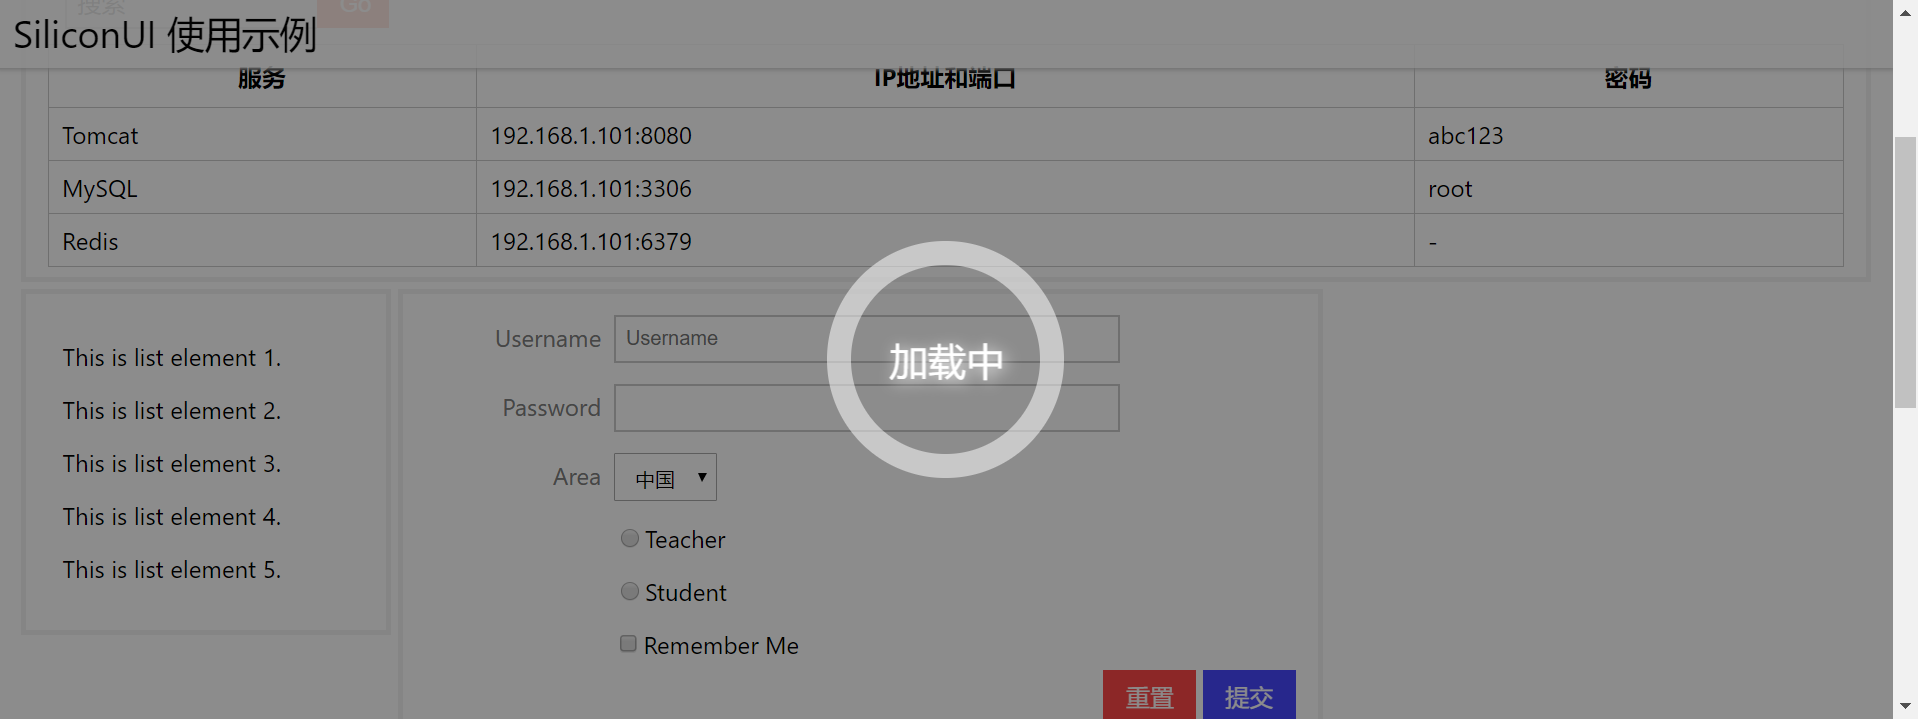 搜索 Go
SiliconUI 使用示例
服务 IP地址和端口 密码
Tomcat 192.168.1.101:8080 abc123
MySQL 192.168.1.101:3306 root
Redis 192.168.1.101:6379 -
This is list element 1.
This is list element 2.
This is list element 3.
This is list element 4.
This is list element 5.
Username Username
加载中
Password
Area 中国
Teacher
Student
Remember Me
重置 提交